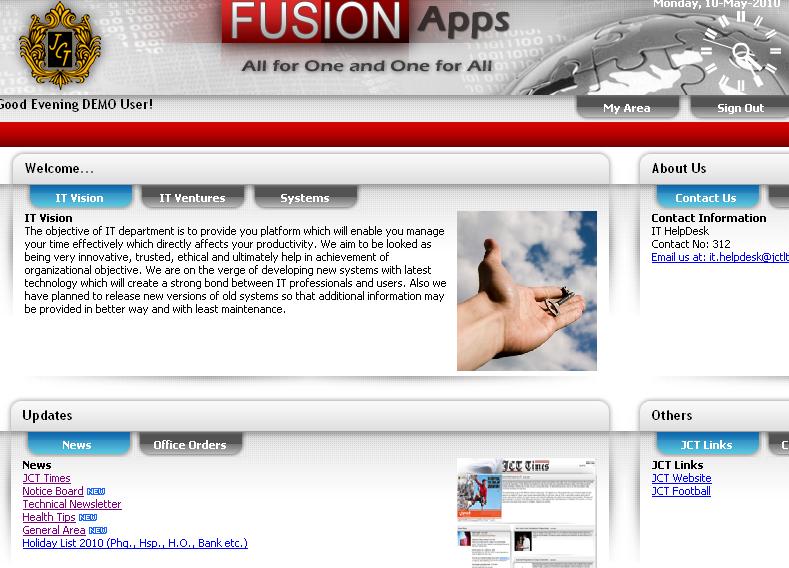 Monday, 10-May-2010
FUSION Apps
All for One and One for All
JCT
Good Evening DEMO User!
My Area
Sign Out
Welcome...
IT Vision
IT Ventures
Systems
IT Vision
The objective of IT department is to provide you platform which will enable you manage
your time effectively which directly affects your productivity. We aim to be looked as
being very innovative, trusted, ethical and ultimately help in achievement of
organizational objective. We are on the verge of developing new systems with latest
technology which will create a strong bond between IT professionals and users. Also we
have planned to release new versions of old systems so that additional information may
be provided in better way and with least maintenance.
About Us
Contact Us
Contact Information
IT HelpDesk
Contact No: 312
Email us at: it.helpdesk@jctlt
Updates
News
Office Orders
News
JCT Times
Notice Board NEW
Technical Newsletter
Health Tips NEW
General Area NEW
Holiday List 2010 (Phg., Hsp., H.O., Bank etc.)
JCT Times
Others
JCT Links
C
JCT Links
JCT Website
JCT Football